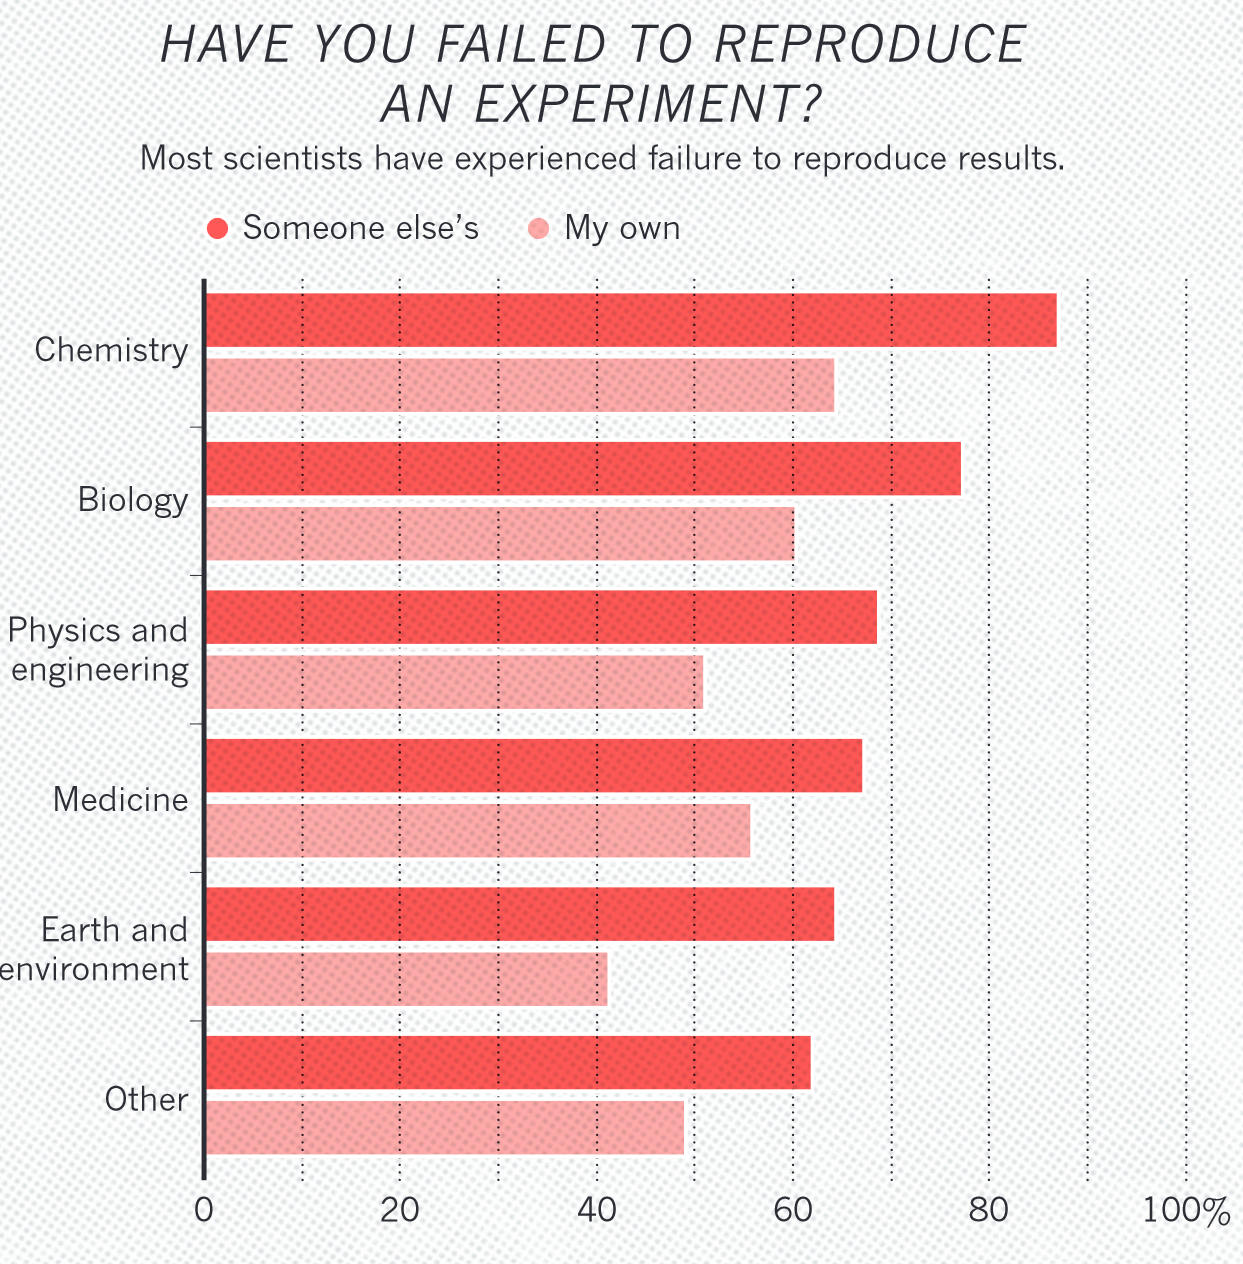 HAVE YOU FAILED TO REPRODUCE
AN EXPERIMENT?
Most scientists have experienced failure to reproduce results.
Someone else’s
My own
Chemistry
Biology
Physics and
engineering
Medicine
Earth and
environment
Other
0 20 40 60 80 100%